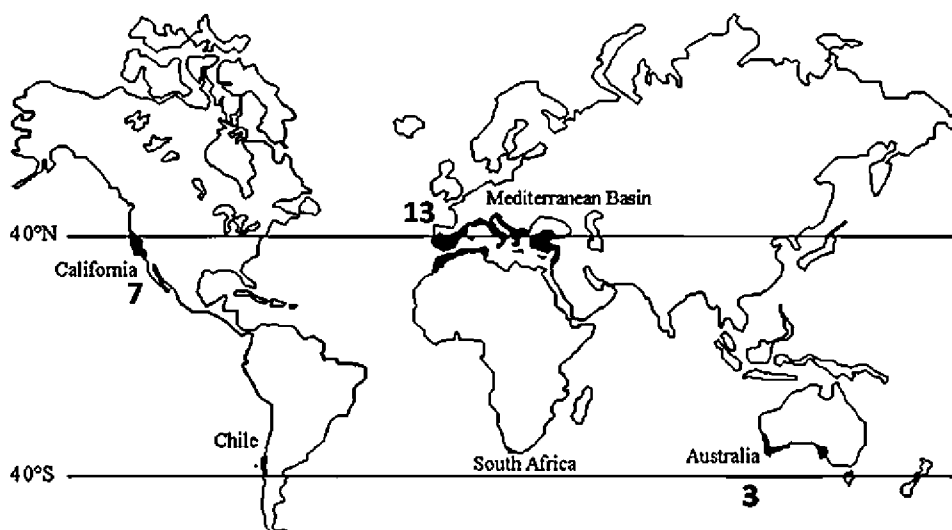 Mediterranean Basin
13
40°N
California
7
Chile
South Africa
Australia
40°S
3